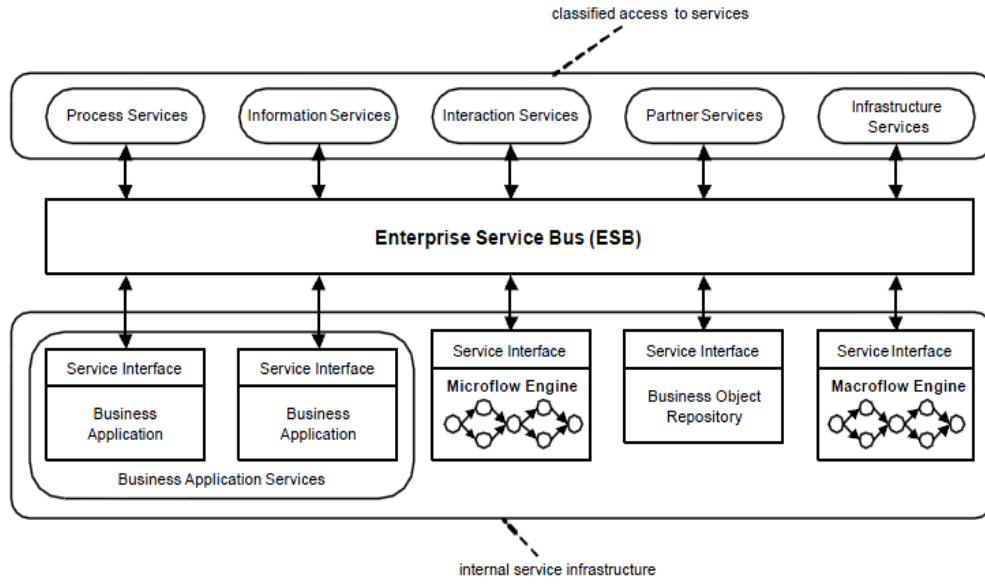 classified access to services
Process Services
Information Services
Interaction Services
Partner Services
Infrastructure
Services
Enterprise Service Bus (ESB)
Service Interface
Business
Application
Service Interface
Business
Application
Business Application Services
Service Interface
Microflow Engine
Service Interface
Business Object
Repository
Service Interface
Macroflow Engine
internal service infrastructure